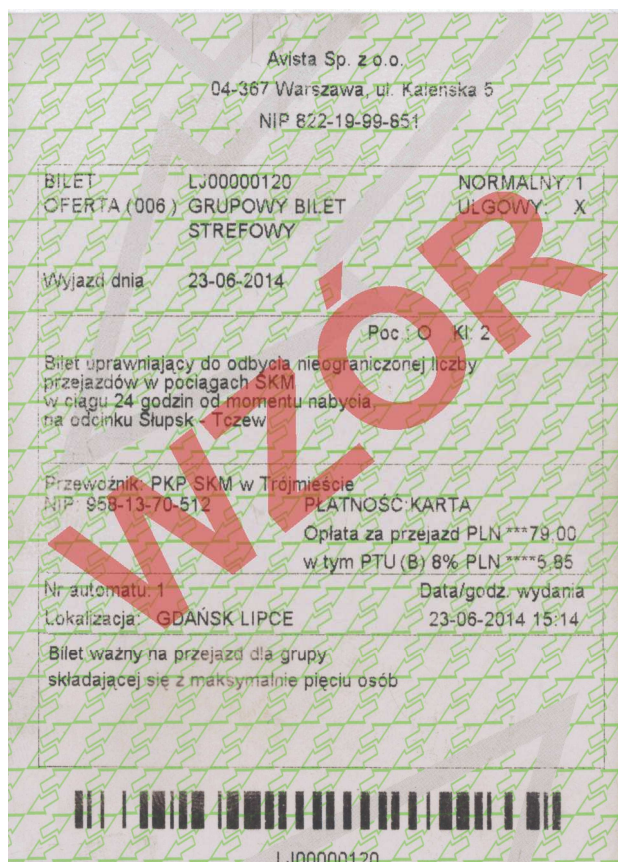 Avista Sp. z o.o.
04-367 Warszawa, ul. Kaleńska 5
NIP 822-19-99-851
BILET LJ00000120 NORMALNY: 1
OFERTA (006) GRUPOWY BILET ULGOWY: X
STREFOWY
Wyjazd dnia 23-06-2014
Poc : O Kl 2
Bilet uprawniający do odbycia nieograniczonej liczby
przejazdów w pociągach SKM
w ciągu 24 godzin od momentu nabycia,
na odcinku Słupsk - Tczew
Przewoźnik: PKP SKM w Trójmieście
NIP: 958-13-70-512 PŁATNOŚĆ:KARTA
Opłata za przejazd PLN ***79,00
w tym PTU (B) 8% PLN ****5,85
Nr automatu: 1 Data/godz. wydania
Lokalizacja: GDAŃSK LIPCE 23-06-2014 15:14
Bilet ważny na przejazd dla grupy
składającej się z maksymalnie pięciu osób
LJ00000120
WZÓR